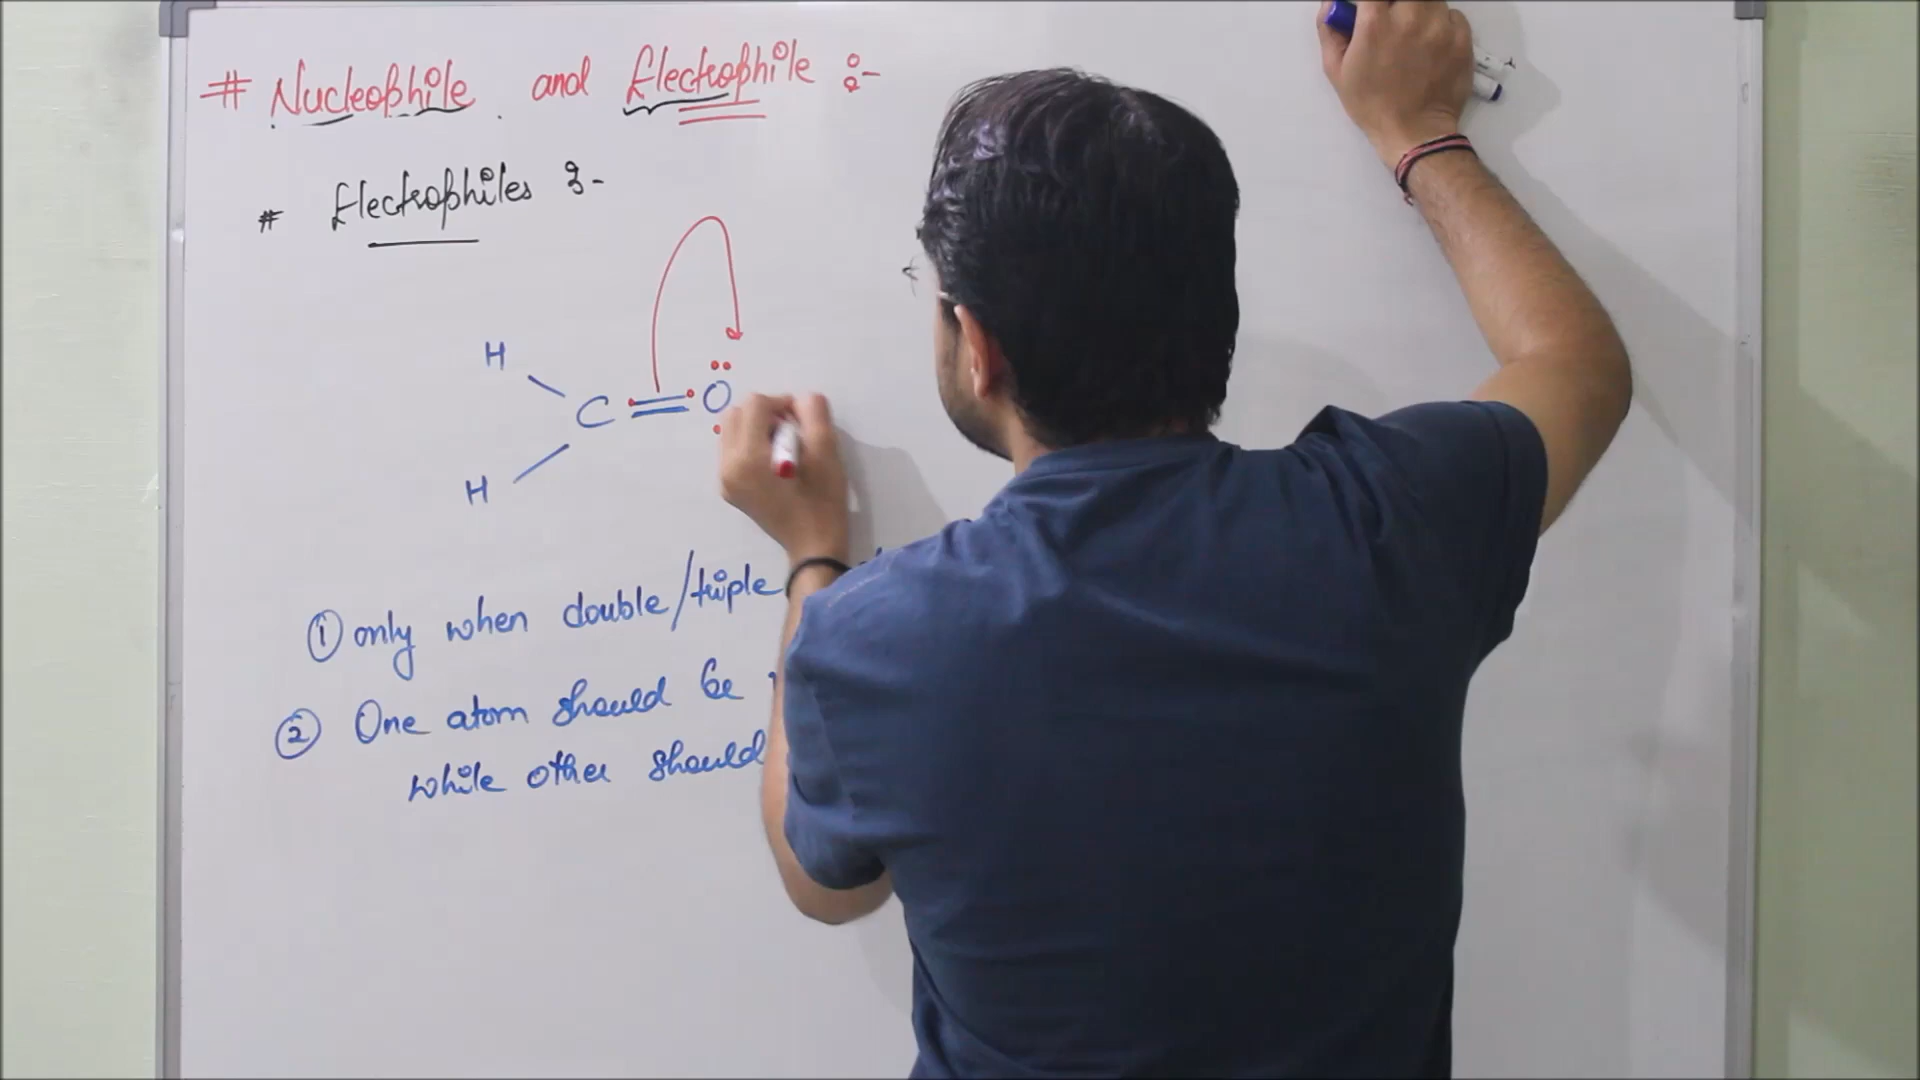 # Nucleophile and Electrophile :-
# Electrophiles :-
H
C = O
H
① only when double/triple
② One atom should be
while other should